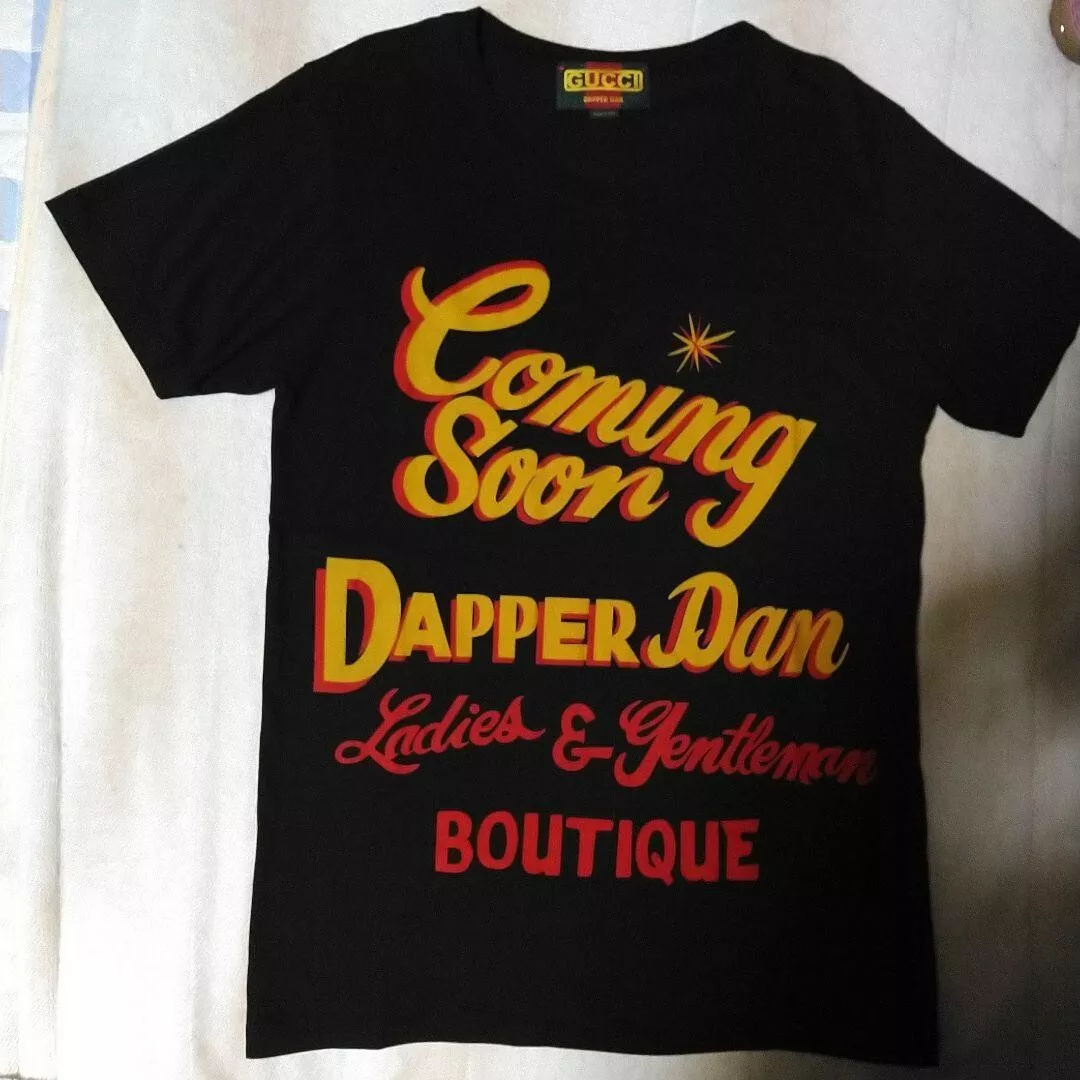 GUCCI
DAPPER DAN
Coming
Soon
DAPPER Dan
Ladies & Gentleman
BOUTIQUE